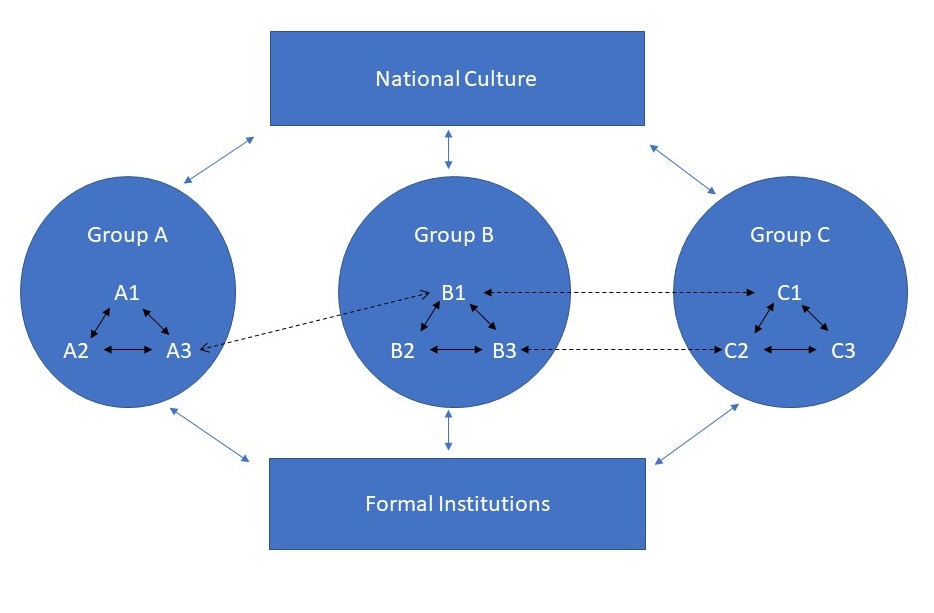 National Culture
Group A
Group B
Group C
A1
B1
C1
A2
A3
B2
B3
C2
C3
Formal Institutions